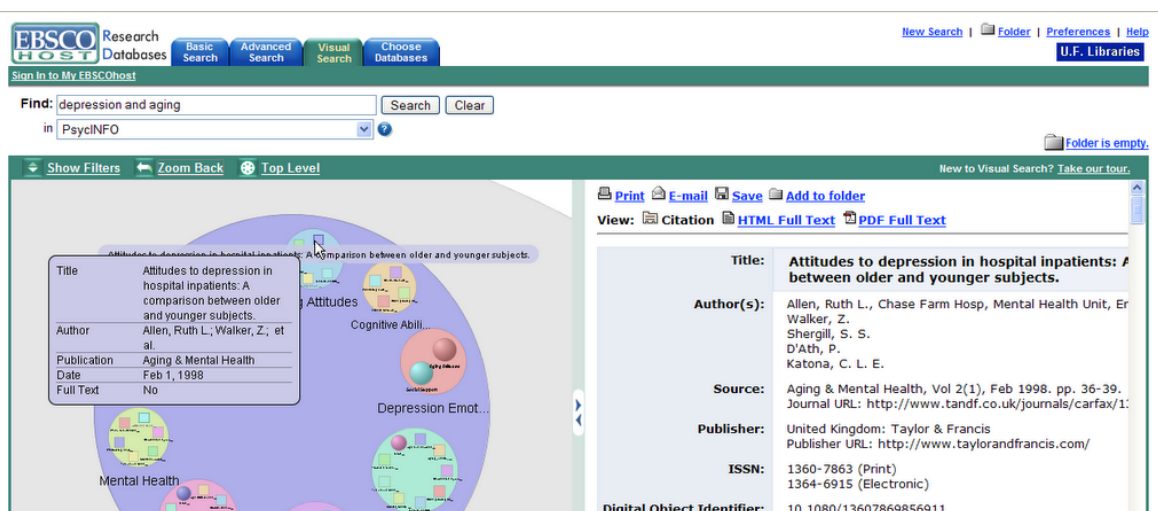 EBSCO Research
HOST Databases
Basic Search
Advanced Search
Visual Search
Choose Databases
New Search | Folder | Preferences | Help
U.F. Libraries
Sign In to My EBSCOhost
Find: depression and aging Search Clear
in PsycINFO
Folder is empty.
Show Filters Zoom Back Top Level
New to Visual Search? Take our tour.
Attitudes to depression in hospital inpatients: A comparison between older and younger subjects.
Title Attitudes to depression in
hospital inpatients: A
comparison between older
and younger subjects.
Author Allen, Ruth L.; Walker, Z.; et
al.
Publication Aging & Mental Health
Date Feb 1, 1998
Full Text No
Attitudes
Cognitive Abili...
Depression Emot...
Mental Health
Print E-mail Save Add to folder
View: Citation HTML Full Text PDF Full Text
Title: Attitudes to depression in hospital inpatients: A
between older and younger subjects.
Author(s): Allen, Ruth L., Chase Farm Hosp, Mental Health Unit, En
Walker, Z.
Shergill, S. S.
D'Ath, P.
Katona, C. L. E.
Source: Aging & Mental Health, Vol 2(1), Feb 1998. pp. 36-39.
Journal URL: http://www.tandf.co.uk/journals/carfax/13
Publisher: United Kingdom: Taylor & Francis
Publisher URL: http://www.taylorandfrancis.com/
ISSN: 1360-7863 (Print)
1364-6915 (Electronic)
Digital Object Identifier: 10.1080/13607869856911